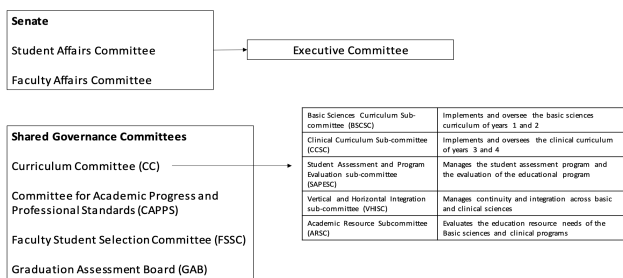 Senate
Student Affairs Committee
Faculty Affairs Committee
Executive Committee
Shared Governance Committees
Curriculum Committee (CC)
Committee for Academic Progress and
Professional Standards (CAPPS)
Faculty Student Selection Committee (FSSC)
Graduation Assessment Board (GAB)
Basic Sciences Curriculum Sub-
committee (BSCSC)
Implements and oversee the basic sciences
curriculum of years 1 and 2
Clinical Curriculum Sub-committee
(CCSC)
Implements and oversees the clinical curriculum
of years 3 and 4
Student Assessment and Program
Evaluation sub-committee
(SAPESC)
Manages the student assessment program and
the evaluation of the educational program
Vertical and Horizontal Integration
sub-committee (VHISC)
Manages continuity and integration across basic
and clinical sciences
Academic Resource Subcommittee
(ARSC)
Evaluates the education resource needs of the
Basic sciences and clinical programs